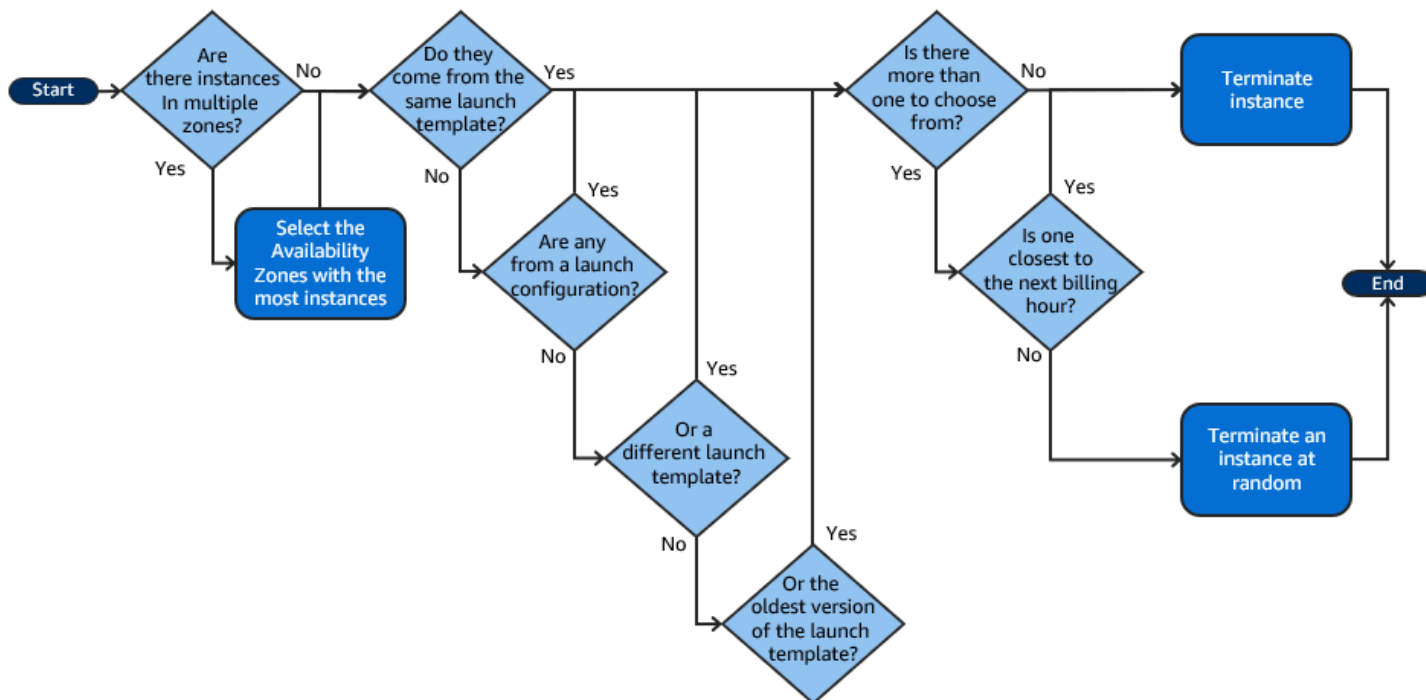 Start
Are
there instances
In multiple
zones?
No
Yes
Select the
Availability
Zones with the
most instances
Do they
come from the
same launch
template?
Yes
No
Are any
from a launch
configuration?
Yes
No
Or a
different launch
template?
Yes
No
Or the
oldest version
of the launch
template?
Yes
Is there
more than
one to choose
from?
No
Yes
Is one
closest to
the next billing
hour?
Yes
No
Terminate
instance
Terminate an
instance at
random
End